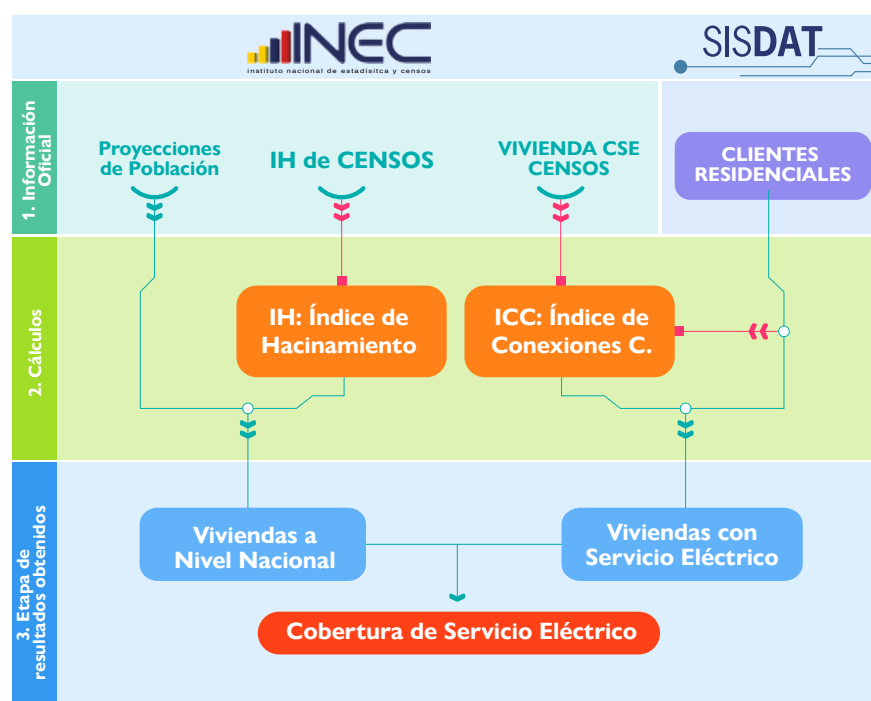 INEC
instituto nacional de estadísitca y censos
SISDAT
1. Información
Oficial
Proyecciones
de Población
IH de CENSOS
VIVIENDA CSE
CENSOS
CLIENTES
RESIDENCIALES
2. Cálculos
IH: Índice de
Hacinamiento
ICC: Índice de
Conexiones C.
3. Etapa de
resultados obtenidos
Viviendas a
Nivel Nacional
Viviendas con
Servicio Eléctrico
Cobertura de Servicio Eléctrico